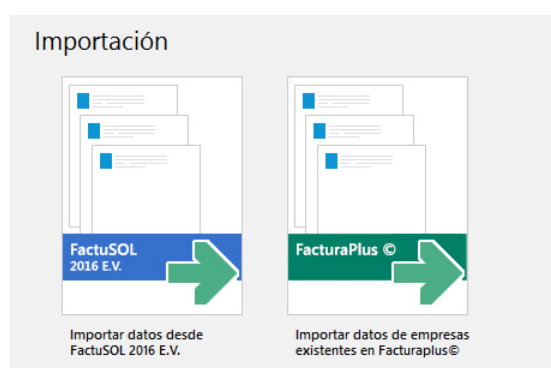 Importación
FactuSOL
2016 E.V.
FacturaPlus ©
Importar datos desde
FactuSOL 2016 E.V.
Importar datos de empresas
existentes en Facturaplus©